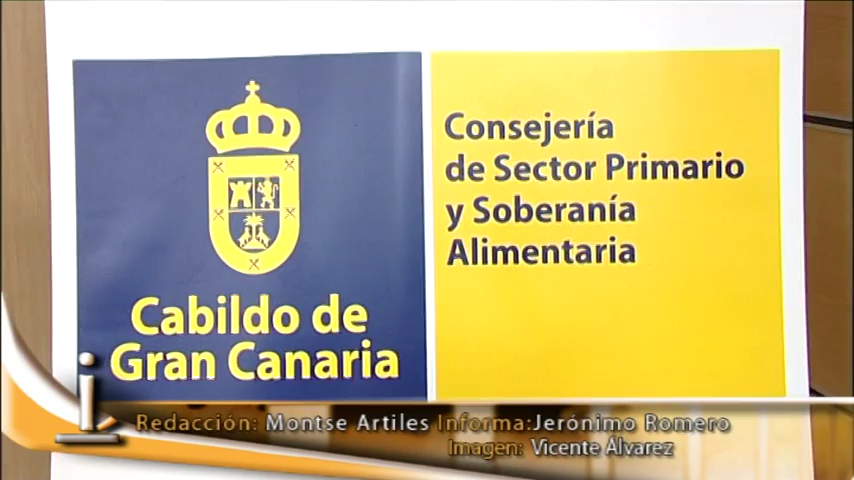 Cabildo de
Gran Canaria
Consejería
de Sector Primario
y Soberanía
Alimentaria
Redacción: Montse Artiles Informa:Jerónimo Romero
Imagen: Vicente Álvarez